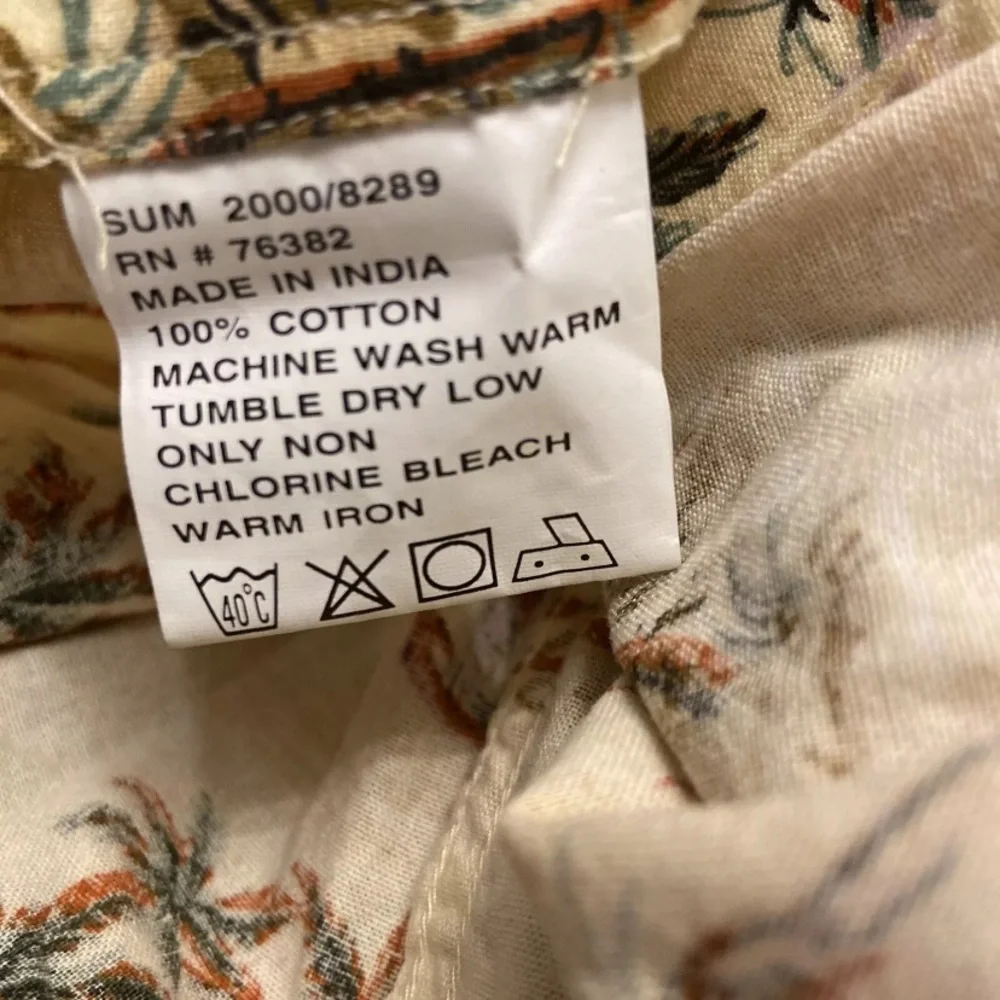 SUM 2000/8289
RN # 76382
MADE IN INDIA
100% COTTON
MACHINE WASH WARM
TUMBLE DRY LOW
ONLY NON
CHLORINE BLEACH
WARM IRON
40°C